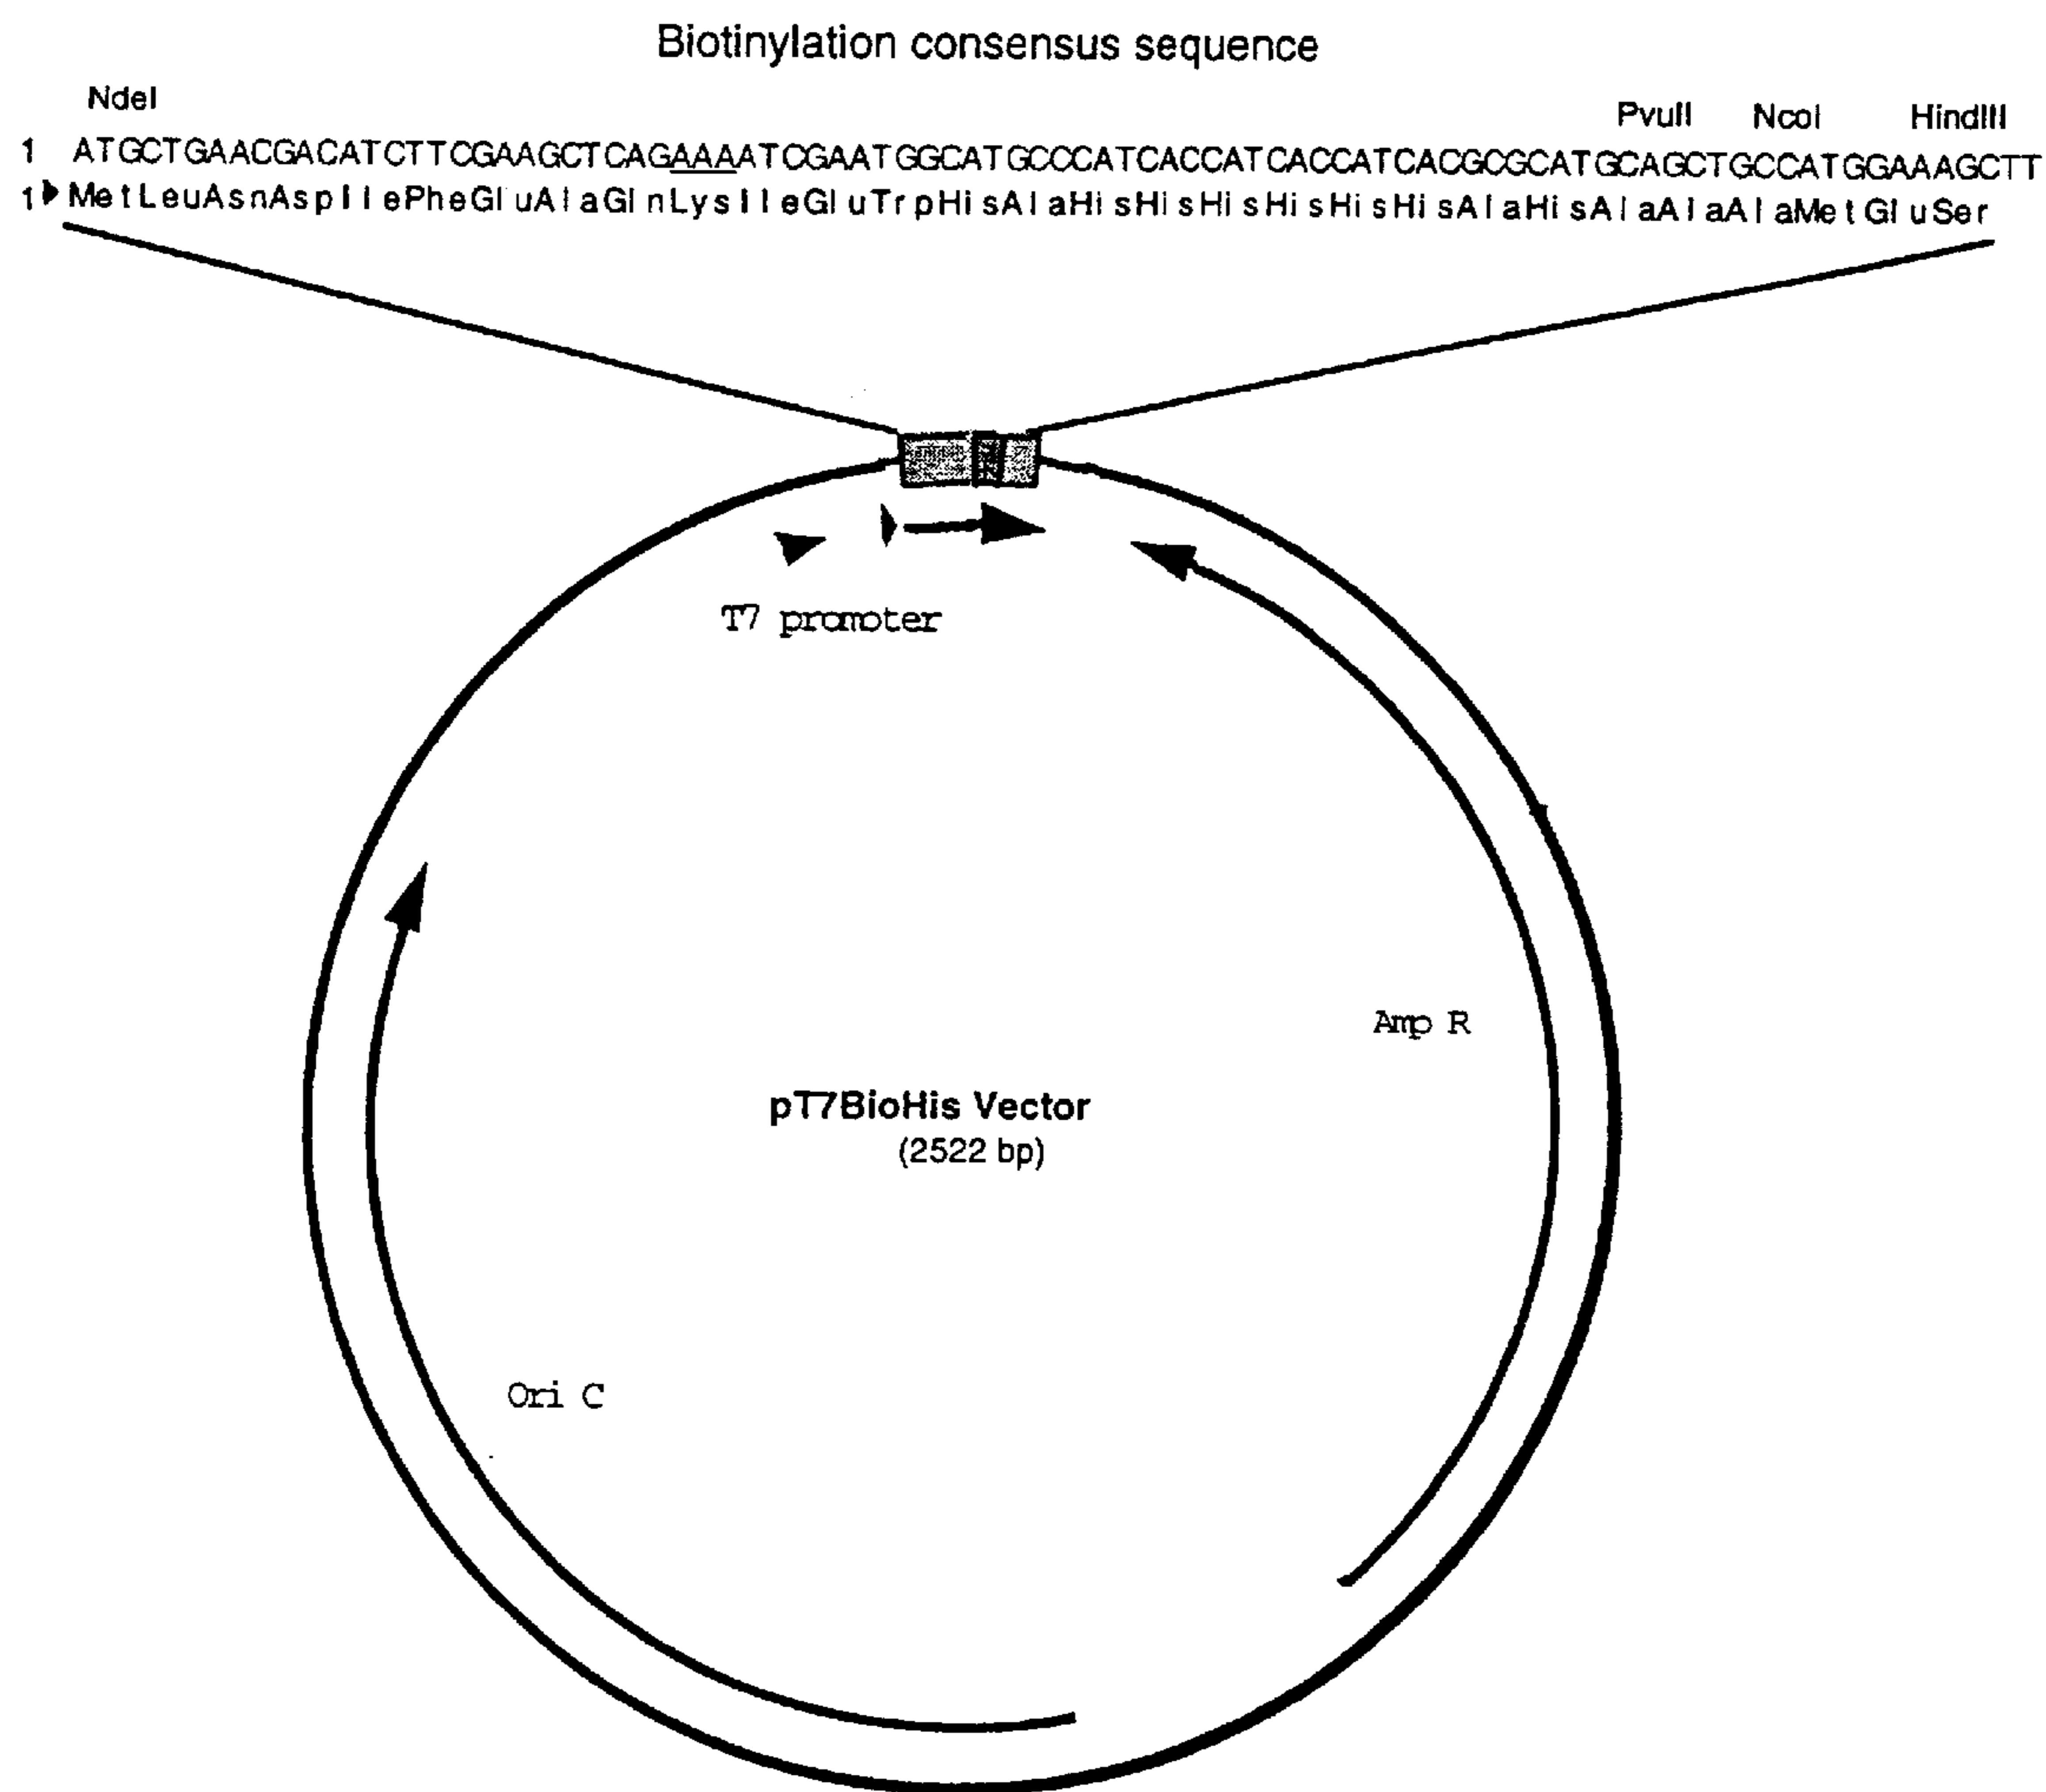 Biotinylation consensus sequence
NdeI PvuII NcoI HindIII
1 ATGCTGAACGACATCTTCGAAGCTCAGAAAATCGAATGGCATGCCCATCACCATCACCATCACGCGCATGCAGCTGCCATGGAAAGCTT
1 MetLeuAsnAspIlePheGluAlaGlnLysIleGluTrpHisAlaHisHisHisHisHisHisAlaHisAlaAlaAlaMetGluSer
T7 promoter
Amp R
pT7BioHis Vector
(2522 bp)
Ori C